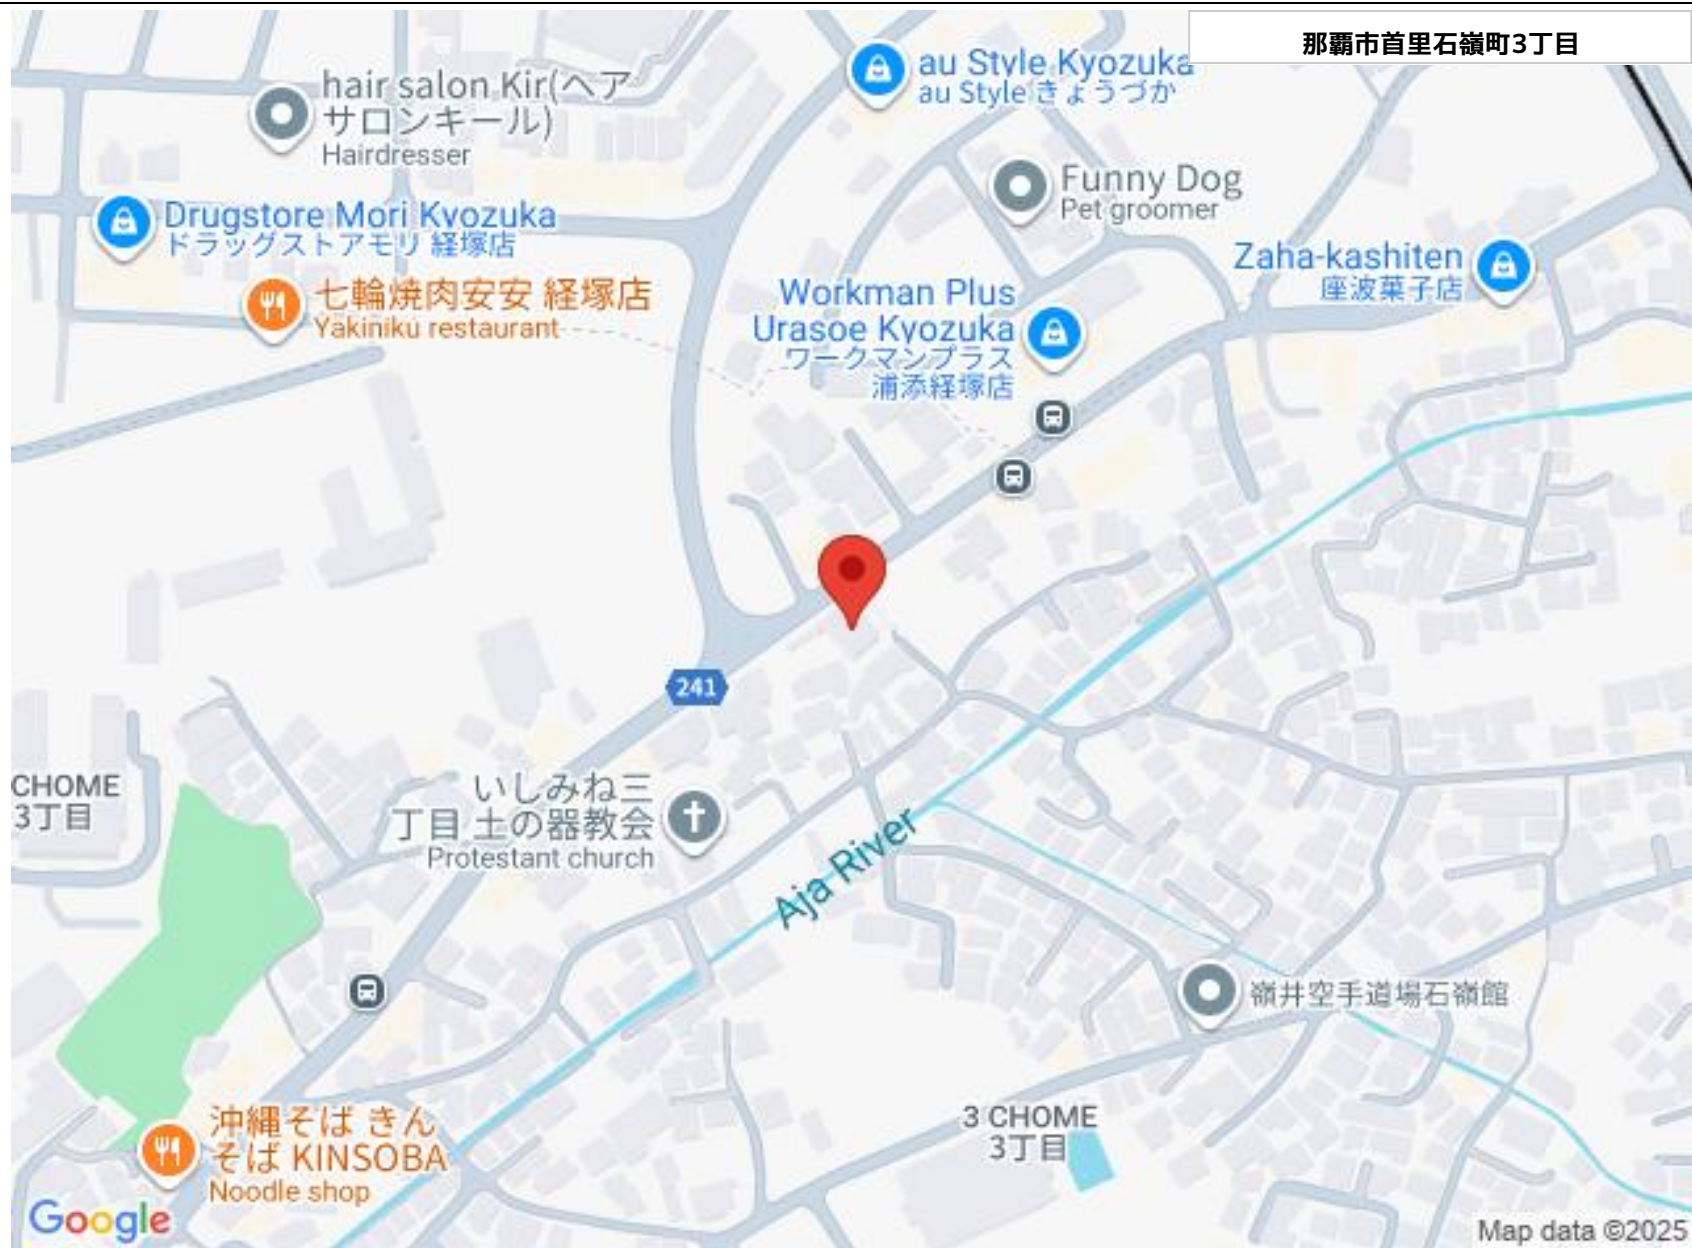 那覇市首里石嶺町3丁目
au Style Kyozuka
au Style きょうづか
hair salon Kir(ヘア
サロンキール)
Hairdresser
Funny Dog
Pet groomer
Drugstore Mori Kyozuka
ドラッグストアモリ 経塚店
Zaha-kashiten
座波菓子店
七輪焼肉安安 経塚店
Yakiniku restaurant
Workman Plus
Urasoe Kyozuka
ワークマンプラス
浦添経塚店
241
CHOME
3丁目
いしみね三
丁目 土の器教会
Protestant church
Aja River
嶺井空手道場石嶺館
3 CHOME
3丁目
沖縄そば きん
そば KINSOBA
Noodle shop
Google
Map data ©2025